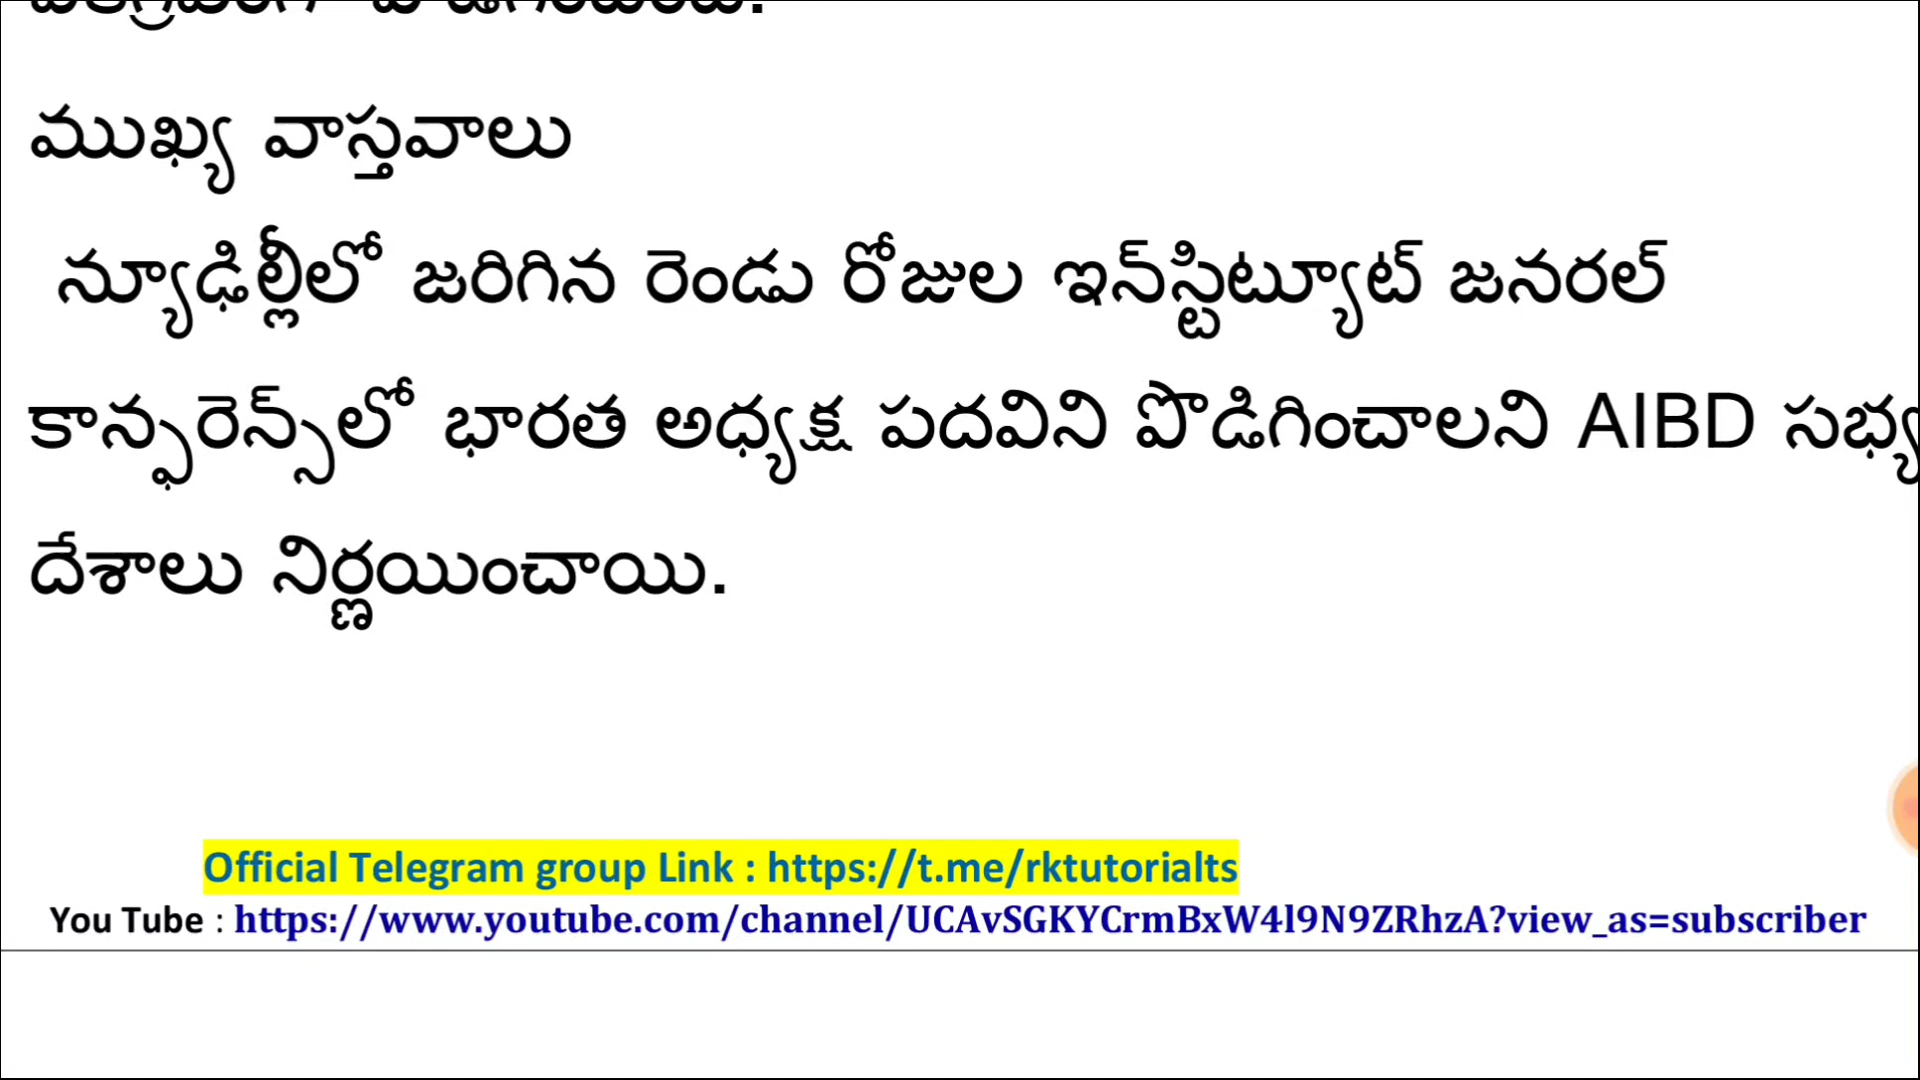 ముఖ్య వాస్తవాలు
న్యూఢిల్లీలో జరిగిన రెండు రోజుల ఇన్‌స్టిట్యూట్ జనరల్
కాన్ఫరెన్స్‌లో భారత అధ్యక్ష పదవిని పొడిగించాలని AIBD సభ్య
దేశాలు నిర్ణయించాయి.
Official Telegram group Link : https://t.me/rktutorialts
You Tube : https://www.youtube.com/channel/UCAvSGKYCrmBxW4l9N9ZRhzA?view_as=subscriber